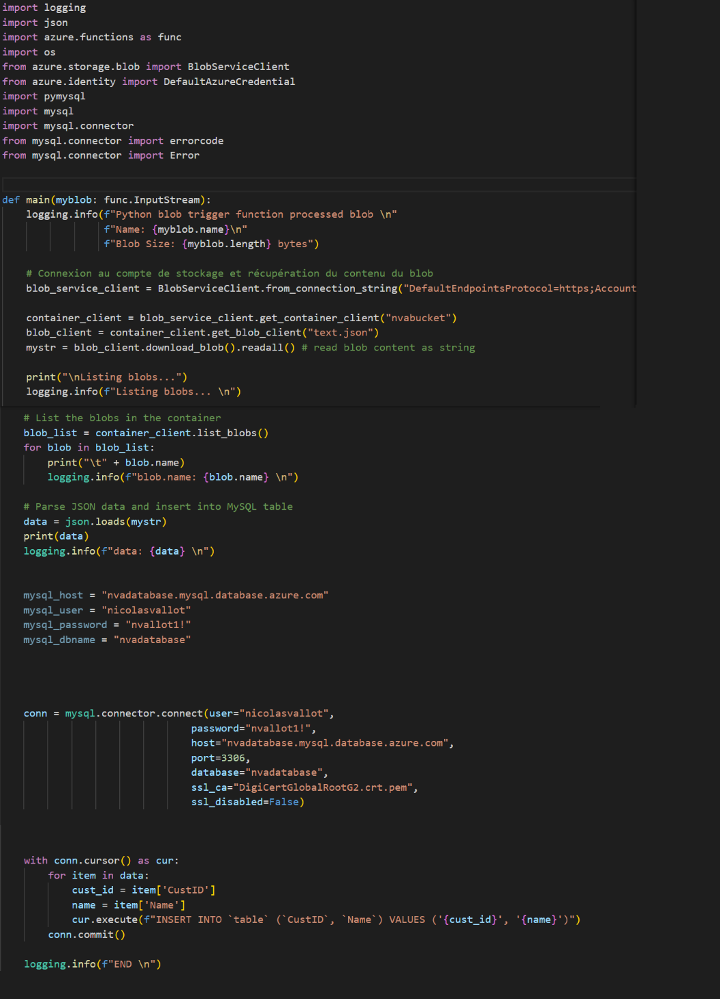 import logging
import json
import azure.functions as func
import os
from azure.storage.blob import BlobServiceClient
from azure.identity import DefaultAzureCredential
import pymysql
import mysql
import mysql.connector
from mysql.connector import errorcode
from mysql.connector import Error
def main(myblob: func.InputStream):
    logging.info(f"Python blob trigger function processed blob \n"
                 f"Name: {myblob.name}\n"
                 f"Blob Size: {myblob.length} bytes")
    # Connexion au compte de stockage et récupération du contenu du blob
    blob_service_client = BlobServiceClient.from_connection_string("DefaultEndpointsProtocol=https;Account
    container_client = blob_service_client.get_container_client("nvabucket")
    blob_client = container_client.get_blob_client("text.json")
    mystr = blob_client.download_blob().readall() # read blob content as string
    print("\nListing blobs...")
    logging.info(f"Listing blobs... \n")
    # List the blobs in the container
    blob_list = container_client.list_blobs()
    for blob in blob_list:
        print("\t" + blob.name)
        logging.info(f"blob.name: {blob.name} \n")
    # Parse JSON data and insert into MySQL table
    data = json.loads(mystr)
    print(data)
    logging.info(f"data: {data} \n")
    mysql_host = "nvadatabase.mysql.database.azure.com"
    mysql_user = "nicolasvallot"
    mysql_password = "nvallot1!"
    mysql_dbname = "nvadatabase"
    conn = mysql.connector.connect(user="nicolasvallot",
                                password="nvallot1!",
                                host="nvadatabase.mysql.database.azure.com",
                                port=3306,
                                database="nvadatabase",
                                ssl_ca="DigiCertGlobalRootG2.crt.pem",
                                ssl_disabled=False)
    with conn.cursor() as cur:
        for item in data:
            cust_id = item['CustID']
            name = item['Name']
            cur.execute(f"INSERT INTO `table` (`CustID`, `Name`) VALUES ('{cust_id}', '{name}')")
        conn.commit()
    logging.info(f"END \n")